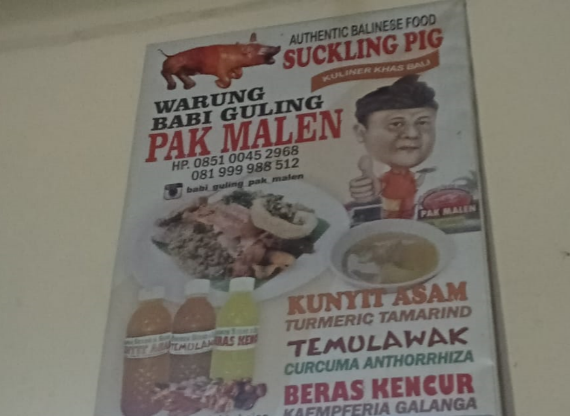 AUTHENTIC BALINESE FOOD
SUCKLING PIG
KULINER KHAS BALI
WARUNG
BABI GULING
PAK MALEN
HP. 0851 0045 2968
081 999 988 512
babi_guling_pak_malen
PAK MALEN
KUNYIT ASAM
TURMERIC TAMARIND
TEMULAWAK
CURCUMA ANTHORRHIZA
BERAS KENCUR
KAEMPFERIA GALANGA